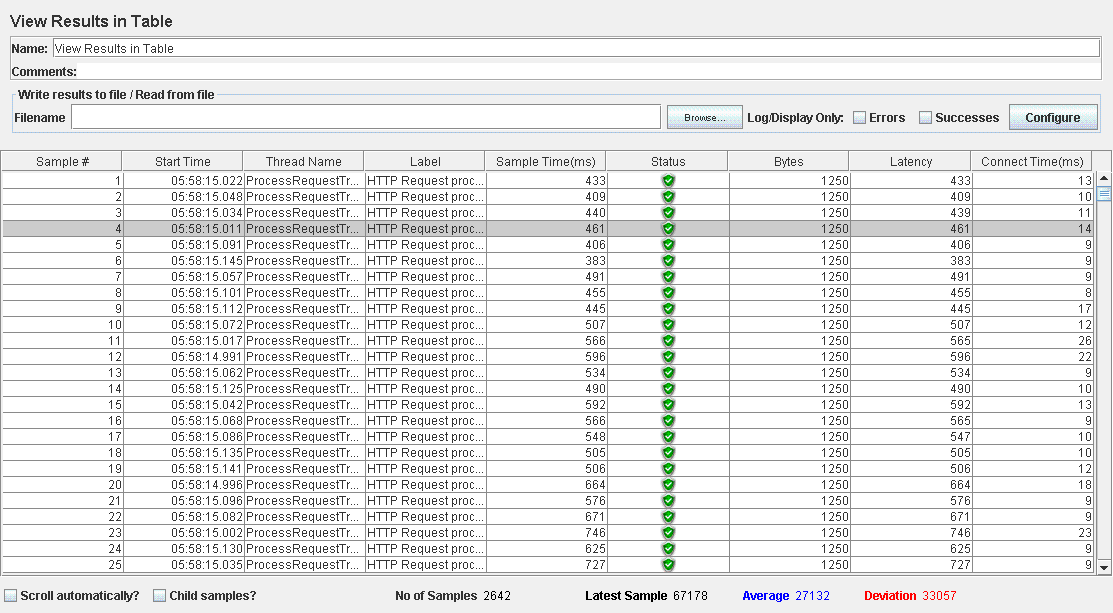 View Results in Table
Name: View Results in Table
Comments:
Write results to file / Read from file
Filename Browse... Log/Display Only: Errors Successes Configure
Sample # Start Time Thread Name Label Sample Time(ms) Status Bytes Latency Connect Time(ms)
1 05:58:15.022 ProcessRequestTr... HTTP Request proc... 433 1250 433 13
2 05:58:15.048 ProcessRequestTr... HTTP Request proc... 409 1250 409 10
3 05:58:15.034 ProcessRequestTr... HTTP Request proc... 440 1250 439 11
4 05:58:15.011 ProcessRequestTr... HTTP Request proc... 461 1250 461 14
5 05:58:15.091 ProcessRequestTr... HTTP Request proc... 406 1250 406 9
6 05:58:15.145 ProcessRequestTr... HTTP Request proc... 383 1250 383 9
7 05:58:15.057 ProcessRequestTr... HTTP Request proc... 491 1250 491 9
8 05:58:15.101 ProcessRequestTr... HTTP Request proc... 455 1250 455 8
9 05:58:15.112 ProcessRequestTr... HTTP Request proc... 445 1250 445 17
10 05:58:15.072 ProcessRequestTr... HTTP Request proc... 507 1250 507 12
11 05:58:15.017 ProcessRequestTr... HTTP Request proc... 566 1250 565 26
12 05:58:14.991 ProcessRequestTr... HTTP Request proc... 596 1250 596 22
13 05:58:15.062 ProcessRequestTr... HTTP Request proc... 534 1250 534 9
14 05:58:15.125 ProcessRequestTr... HTTP Request proc... 490 1250 490 10
15 05:58:15.042 ProcessRequestTr... HTTP Request proc... 592 1250 592 13
16 05:58:15.068 ProcessRequestTr... HTTP Request proc... 566 1250 565 9
17 05:58:15.086 ProcessRequestTr... HTTP Request proc... 548 1250 547 10
18 05:58:15.135 ProcessRequestTr... HTTP Request proc... 505 1250 505 10
19 05:58:15.141 ProcessRequestTr... HTTP Request proc... 506 1250 506 12
20 05:58:14.996 ProcessRequestTr... HTTP Request proc... 664 1250 664 18
21 05:58:15.096 ProcessRequestTr... HTTP Request proc... 576 1250 576 9
22 05:58:15.082 ProcessRequestTr... HTTP Request proc... 671 1250 671 9
23 05:58:15.002 ProcessRequestTr... HTTP Request proc... 746 1250 746 23
24 05:58:15.130 ProcessRequestTr... HTTP Request proc... 625 1250 625 9
25 05:58:15.035 ProcessRequestTr... HTTP Request proc... 727 1250 727 9
Scroll automatically? Child samples? No of Samples 2642 Latest Sample 67178 Average 27132 Deviation 33057